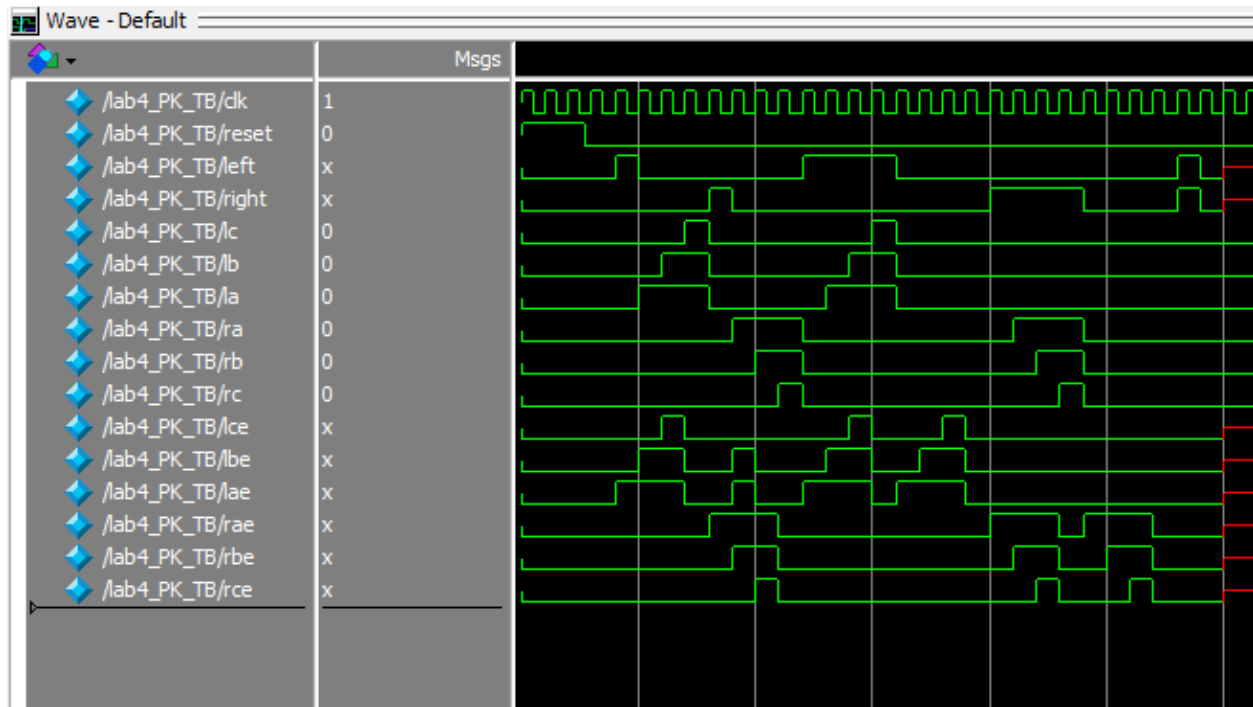 Wave - Default
Msgs
/lab4_PK_TB/clk 1
/lab4_PK_TB/reset 0
/lab4_PK_TB/left x
/lab4_PK_TB/right x
/lab4_PK_TB/lc 0
/lab4_PK_TB/lb 0
/lab4_PK_TB/la 0
/lab4_PK_TB/ra 0
/lab4_PK_TB/rb 0
/lab4_PK_TB/rc 0
/lab4_PK_TB/lce x
/lab4_PK_TB/lbe x
/lab4_PK_TB/lae x
/lab4_PK_TB/rae x
/lab4_PK_TB/rbe x
/lab4_PK_TB/rce x